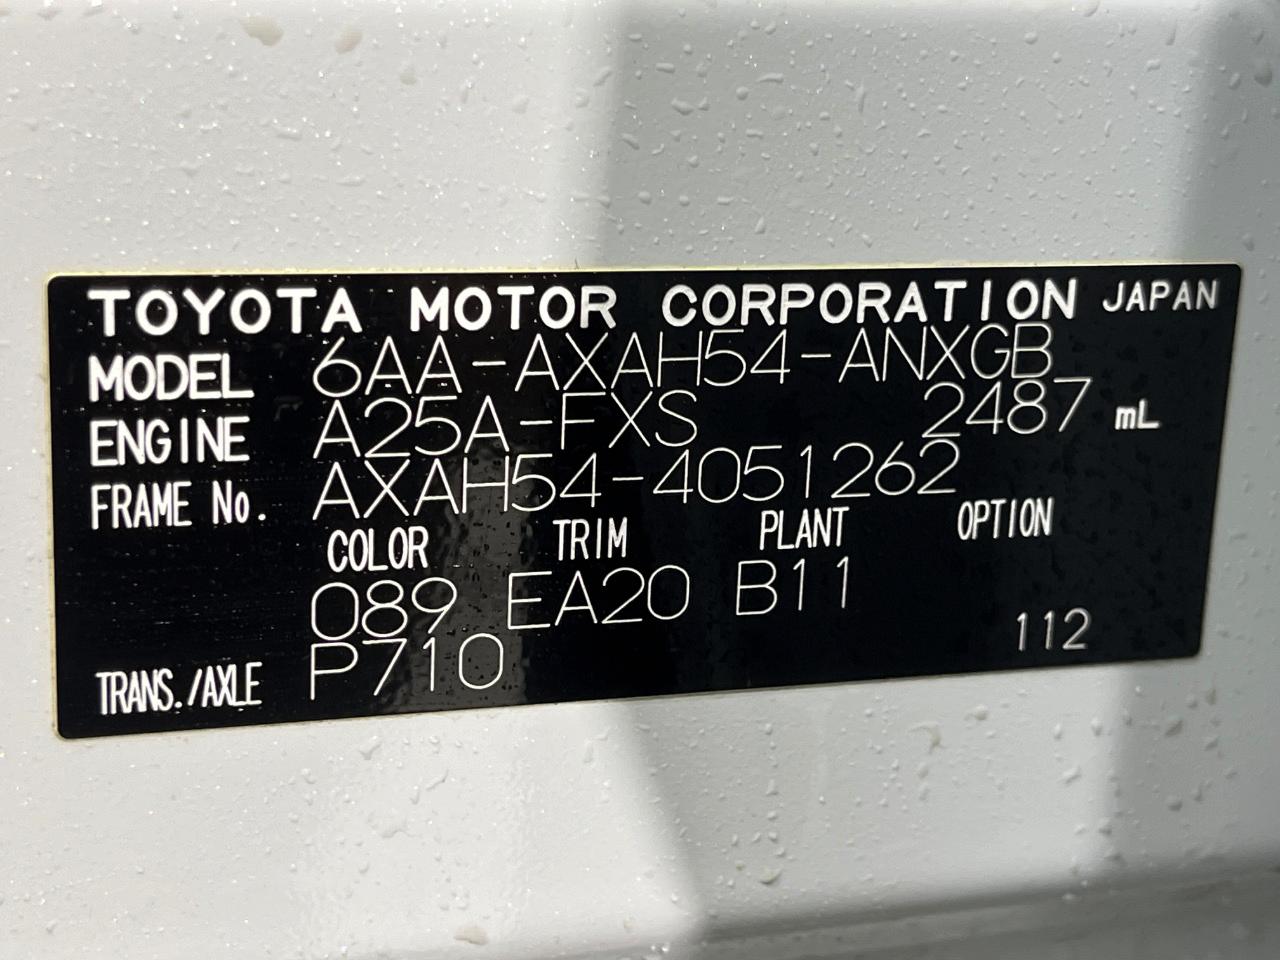 TOYOTA MOTOR CORPORATION JAPAN
MODEL 6AA-AXAH54-ANXGB
ENGINE A25A-FXS 2487 mL
FRAME No. AXAH54-4051262
COLOR TRIM PLANT OPTION
089 EA20 B11
TRANS./AXLE P710 112